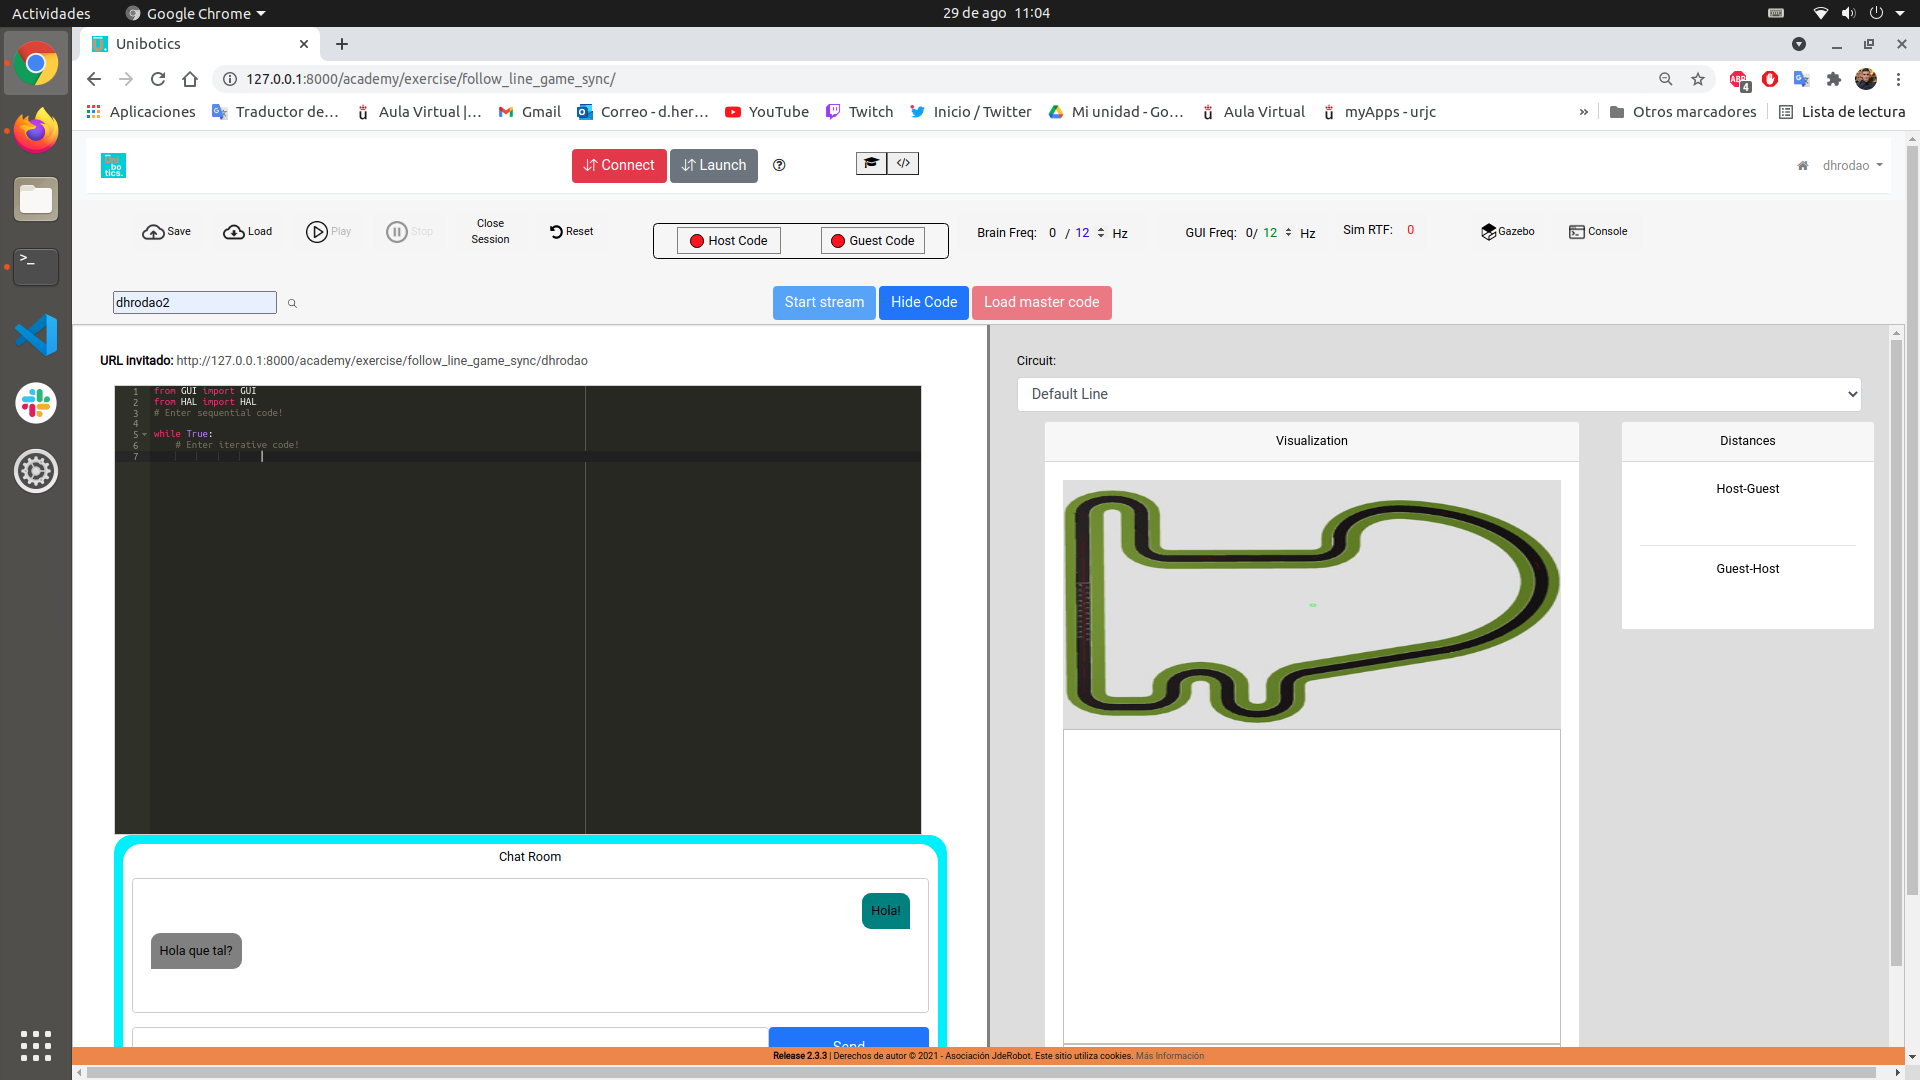 Actividades
Google Chrome
29 de ago 11:04
Unibotics
127.0.0.1:8000/academy/exercise/follow_line_game_sync/
ABP
4
Aplicaciones
Traductor de…
Aula Virtual |…
Gmail
Correo - d.her…
YouTube
Twitch
Inicio / Twitter
Mi unidad - Go…
Aula Virtual
myApps - urjc
»
Otros marcadores
Lista de lectura
Uni
bo
tics.
Connect
Launch
dhrodao
Save
Load
Play
Stop
Close Session
Reset
Host Code
Guest Code
Brain Freq: 0 / 12 Hz
GUI Freq: 0/ 12 Hz
Sim RTF: 0
Gazebo
Console
dhrodao2
Start stream
Hide Code
Load master code
URL invitado: http://127.0.0.1:8000/academy/exercise/follow_line_game_sync/dhrodao
1 from GUI import GUI
2 from HAL import HAL
3 # Enter sequential code!
4
5 while True:
6 # Enter iterative code!
7
Chat Room
Hola!
Hola que tal?
Send
Circuit:
Default Line
Visualization
Distances
Host-Guest
Guest-Host
Release 2.3.3 | Derechos de autor © 2021 - Asociación JdeRobot. Este sitio utiliza cookies. Más Información